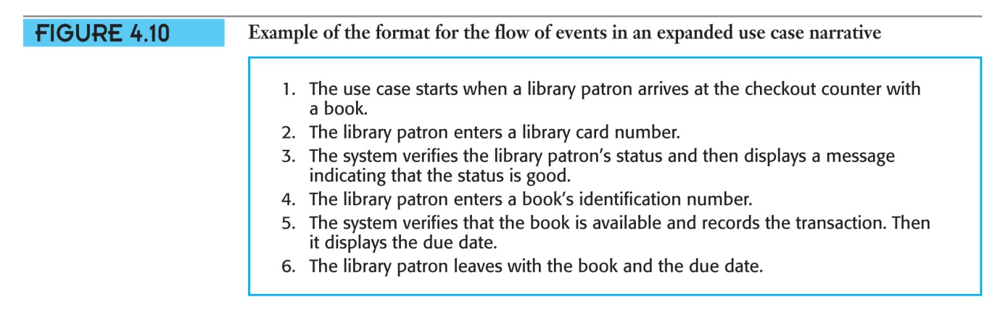 FIGURE 4.10
Example of the format for the flow of events in an expanded use case narrative
1. The use case starts when a library patron arrives at the checkout counter with
a book.
2. The library patron enters a library card number.
3. The system verifies the library patron’s status and then displays a message
indicating that the status is good.
4. The library patron enters a book’s identification number.
5. The system verifies that the book is available and records the transaction. Then
it displays the due date.
6. The library patron leaves with the book and the due date.